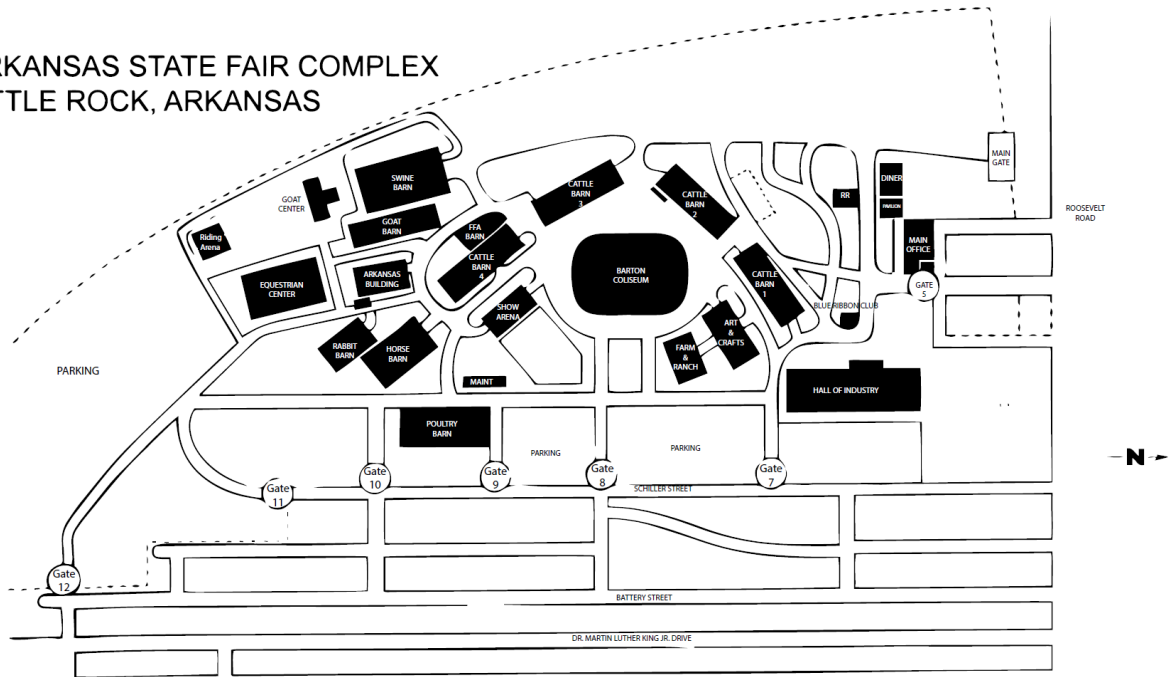 RKANSAS STATE FAIR COMPLEX
TTLE ROCK, ARKANSAS
MAIN
GATE
SWINE
BARN
DINER
CATTLE
BARN
3
CATTLE
BARN
2
RR
GOAT
CENTER
PAVILION
ROOSEVELT
ROAD
GOAT
BARN
FFA
BARN
Riding
Arena
MAIN
OFFICE
CATTLE
BARN
4
BARTON
COLISEUM
CATTLE
BARN
1
ARKANSAS
BUILDING
EQUESTRIAN
CENTER
GATE
5
BLUE RIBBON CLUB
SHOW
ARENA
ART
&
CRAFTS
RABBIT
BARN
HORSE
BARN
FARM
&
RANCH
PARKING
MAINT
HALL OF INDUSTRY
POULTRY
BARN
PARKING
PARKING
N
Gate
12
Gate
11
Gate
10
Gate
9
Gate
8
Gate
7
SCHILLER STREET
BATTERY STREET
DR. MARTIN LUTHER KING JR. DRIVE